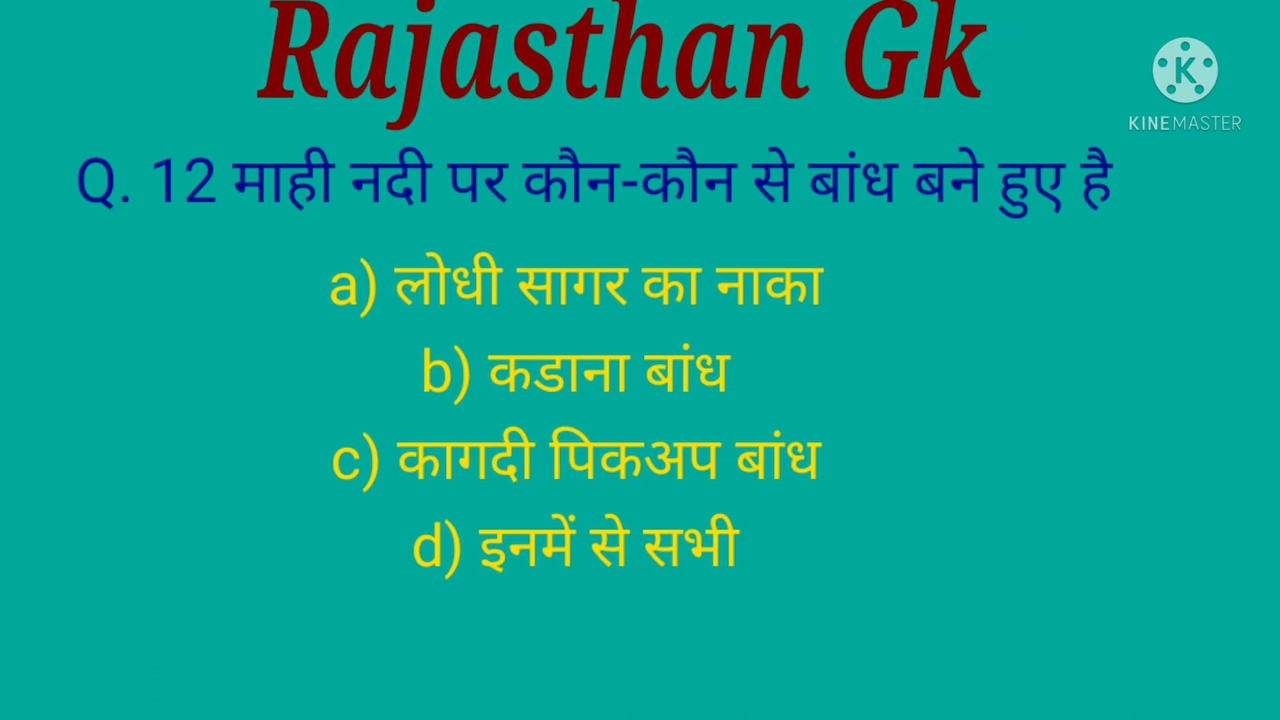 Rajasthan Gk
K
KINEMASTER
Q. 12 माही नदी पर कौन-कौन से बांध बने हुए है
a) लोधी सागर का नाका
b) कडाना बांध
c) कागदी पिकअप बांध
d) इनमें से सभी